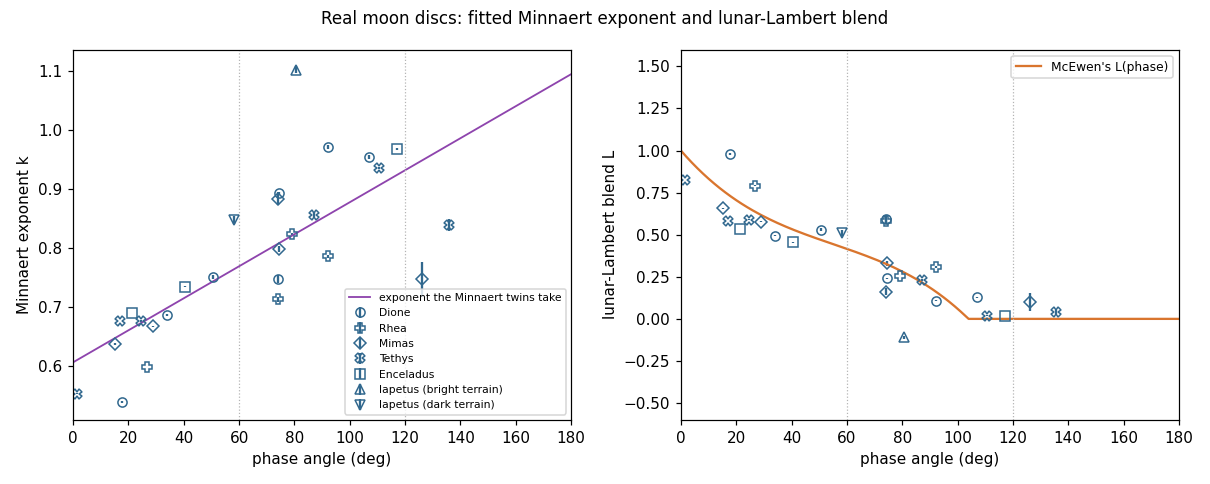 Real moon discs: fitted Minnaert exponent and lunar-Lambert blend
Minnaert exponent k
1.1
1.0
0.9
0.8
0.7
0.6
0 20 40 60 80 100 120 140 160 180
phase angle (deg)
exponent the Minnaert twins take
Dione
Rhea
Mimas
Tethys
Enceladus
Iapetus (bright terrain)
Iapetus (dark terrain)
lunar-Lambert blend L
1.50
1.25
1.00
0.75
0.50
0.25
0.00
−0.25
−0.50
0 20 40 60 80 100 120 140 160 180
phase angle (deg)
McEwen's L(phase)